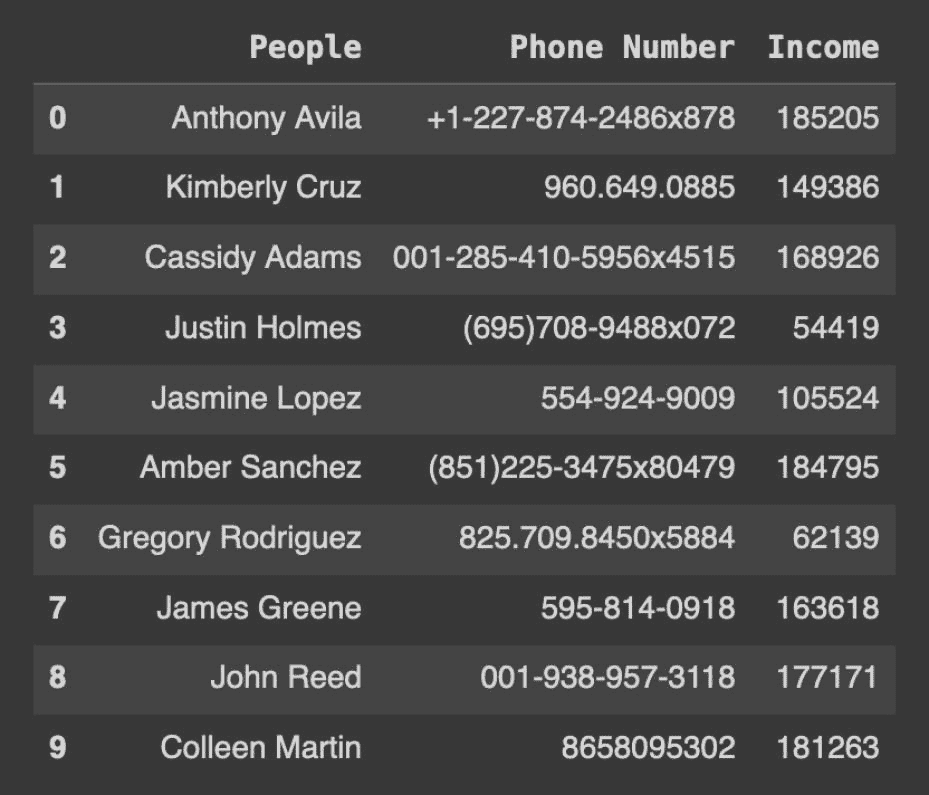 People Phone Number Income
0 Anthony Avila +1-227-874-2486x878 185205
1 Kimberly Cruz 960.649.0885 149386
2 Cassidy Adams 001-285-410-5956x4515 168926
3 Justin Holmes (695)708-9488x072 54419
4 Jasmine Lopez 554-924-9009 105524
5 Amber Sanchez (851)225-3475x80479 184795
6 Gregory Rodriguez 825.709.8450x5884 62139
7 James Greene 595-814-0918 163618
8 John Reed 001-938-957-3118 177171
9 Colleen Martin 8658095302 181263